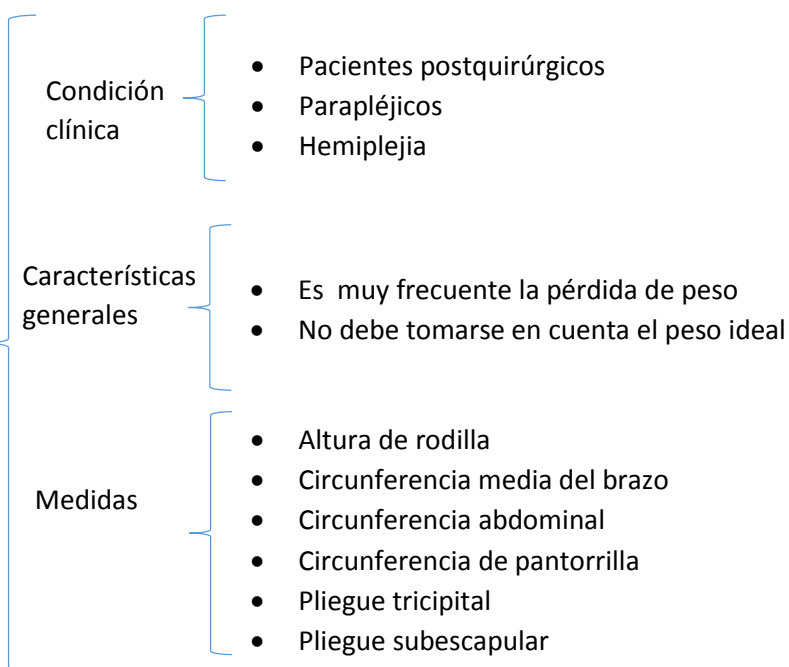 Condición
clínica
• Pacientes postquirúrgicos
• Parapléjicos
• Hemiplejia
Características
generales
• Es  muy frecuente la pérdida de peso
• No debe tomarse en cuenta el peso ideal
Medidas
• Altura de rodilla
• Circunferencia media del brazo
• Circunferencia abdominal
• Circunferencia de pantorrilla
• Pliegue tricipital
• Pliegue subescapular